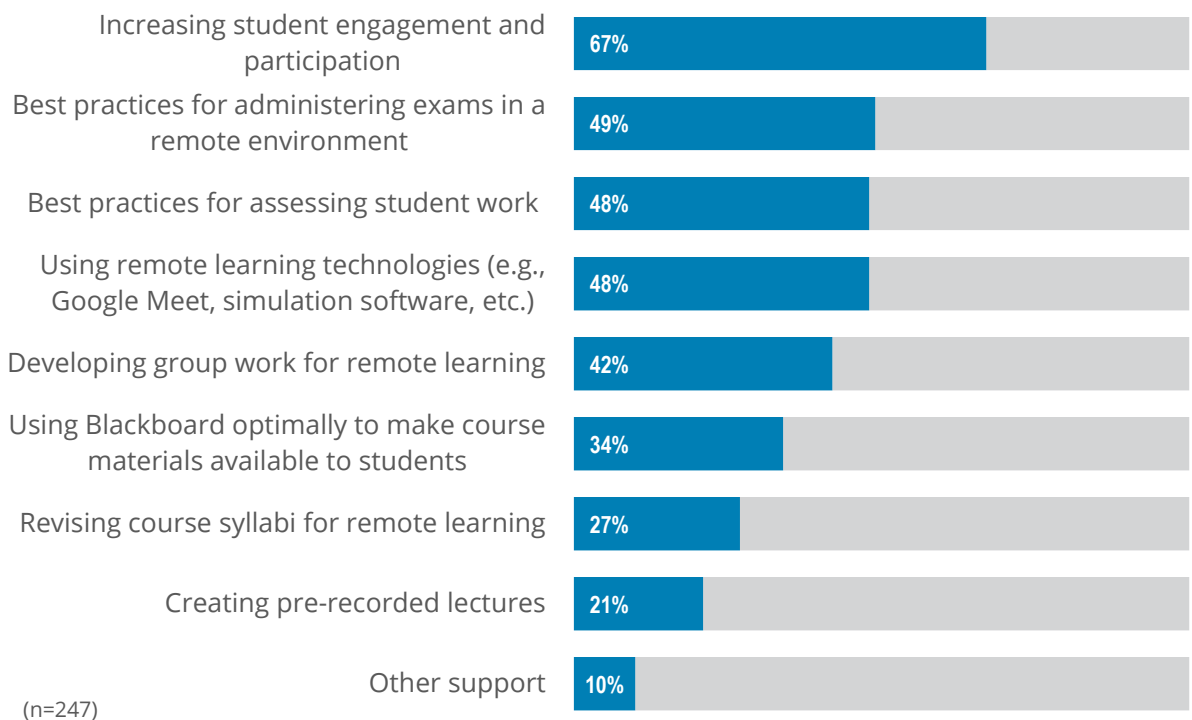 Increasing student engagement and
participation
67%
Best practices for administering exams in a
remote environment
49%
Best practices for assessing student work
48%
Using remote learning technologies (e.g.,
Google Meet, simulation software, etc.)
48%
Developing group work for remote learning
42%
Using Blackboard optimally to make course
materials available to students
34%
Revising course syllabi for remote learning
27%
Creating pre-recorded lectures
21%
Other support
10%
(n=247)